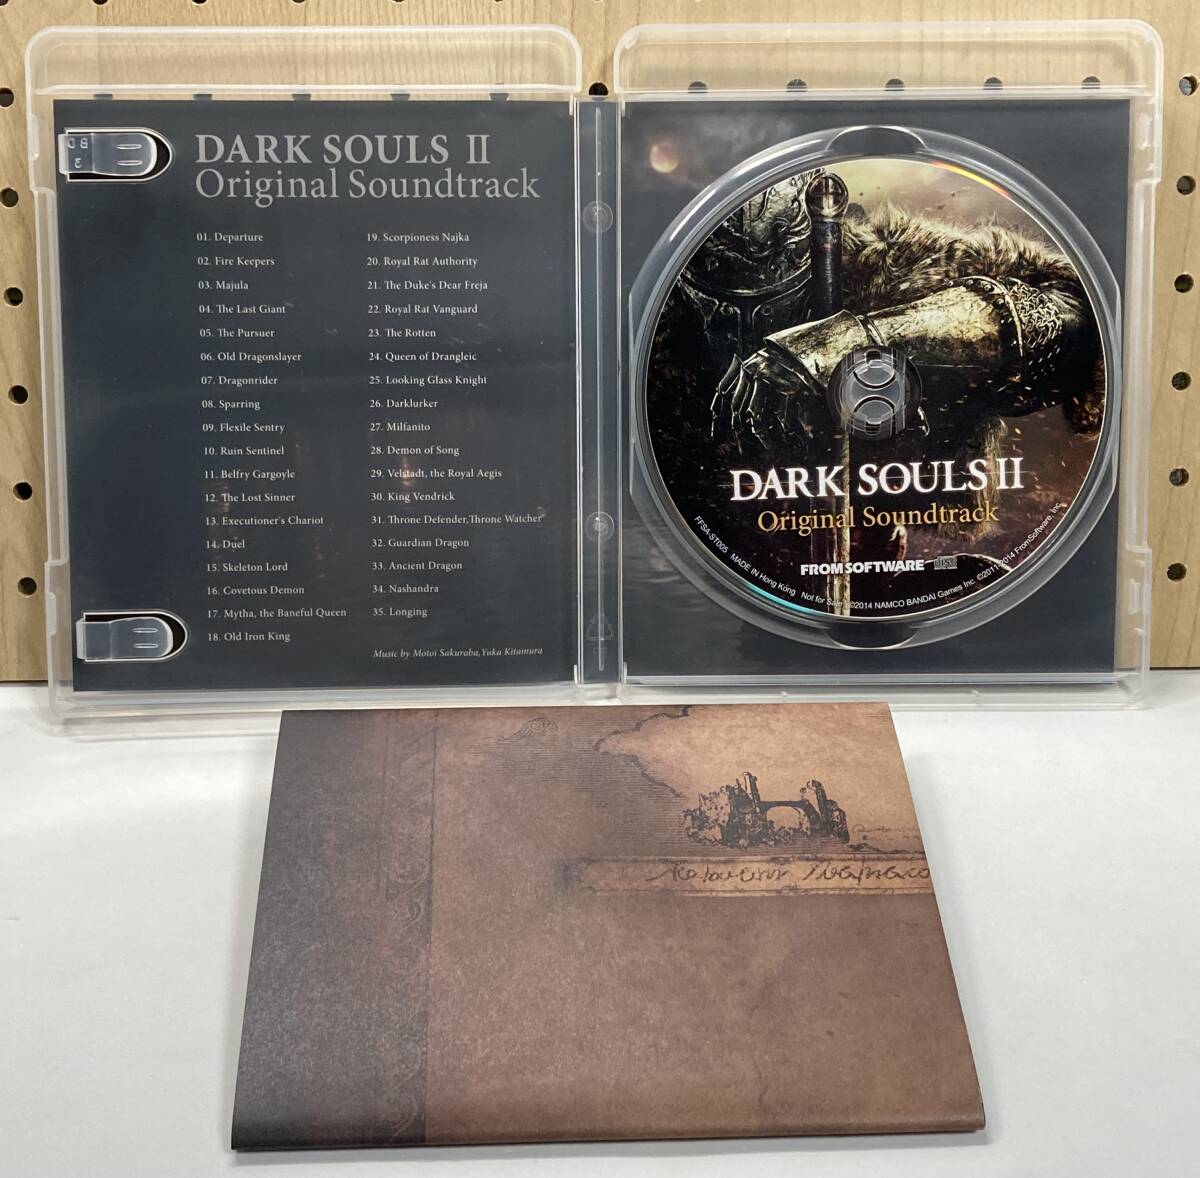 DARK SOULS II
Original Soundtrack
01. Departure
02. Fire Keepers
03. Majula
04. The Last Giant
05. The Pursuer
06. Old Dragonslayer
07. Dragonrider
08. Sparring
09. Flexile Sentry
10. Ruin Sentinel
11. Belfry Gargoyle
12. The Lost Sinner
13. Executioner's Chariot
14. Duel
15. Skeleton Lord
16. Covetous Demon
17. Mytha, the Baneful Queen
18. Old Iron King
19. Scorpioness Najka
20. Royal Rat Authority
21. The Duke's Dear Freja
22. Royal Rat Vanguard
23. The Rotten
24. Queen of Drangleic
25. Looking Glass Knight
26. Darklurker
27. Milfanito
28. Demon of Song
29. Velstadt, the Royal Aegis
30. King Vendrick
31. Throne Defender,Throne Watcher
32. Guardian Dragon
33. Ancient Dragon
34. Nashandra
35. Longing
Music by Motoi Sakuraba,Yuka Kitamura
DARK SOULS II
Original Soundtrack
FROMSOFTWARE
FFSA-ST005 MADE IN Hong Kong Not for Sale ©2014 NAMCO BANDAI Games Inc. ©2011-2014 FromSoftware, Inc.